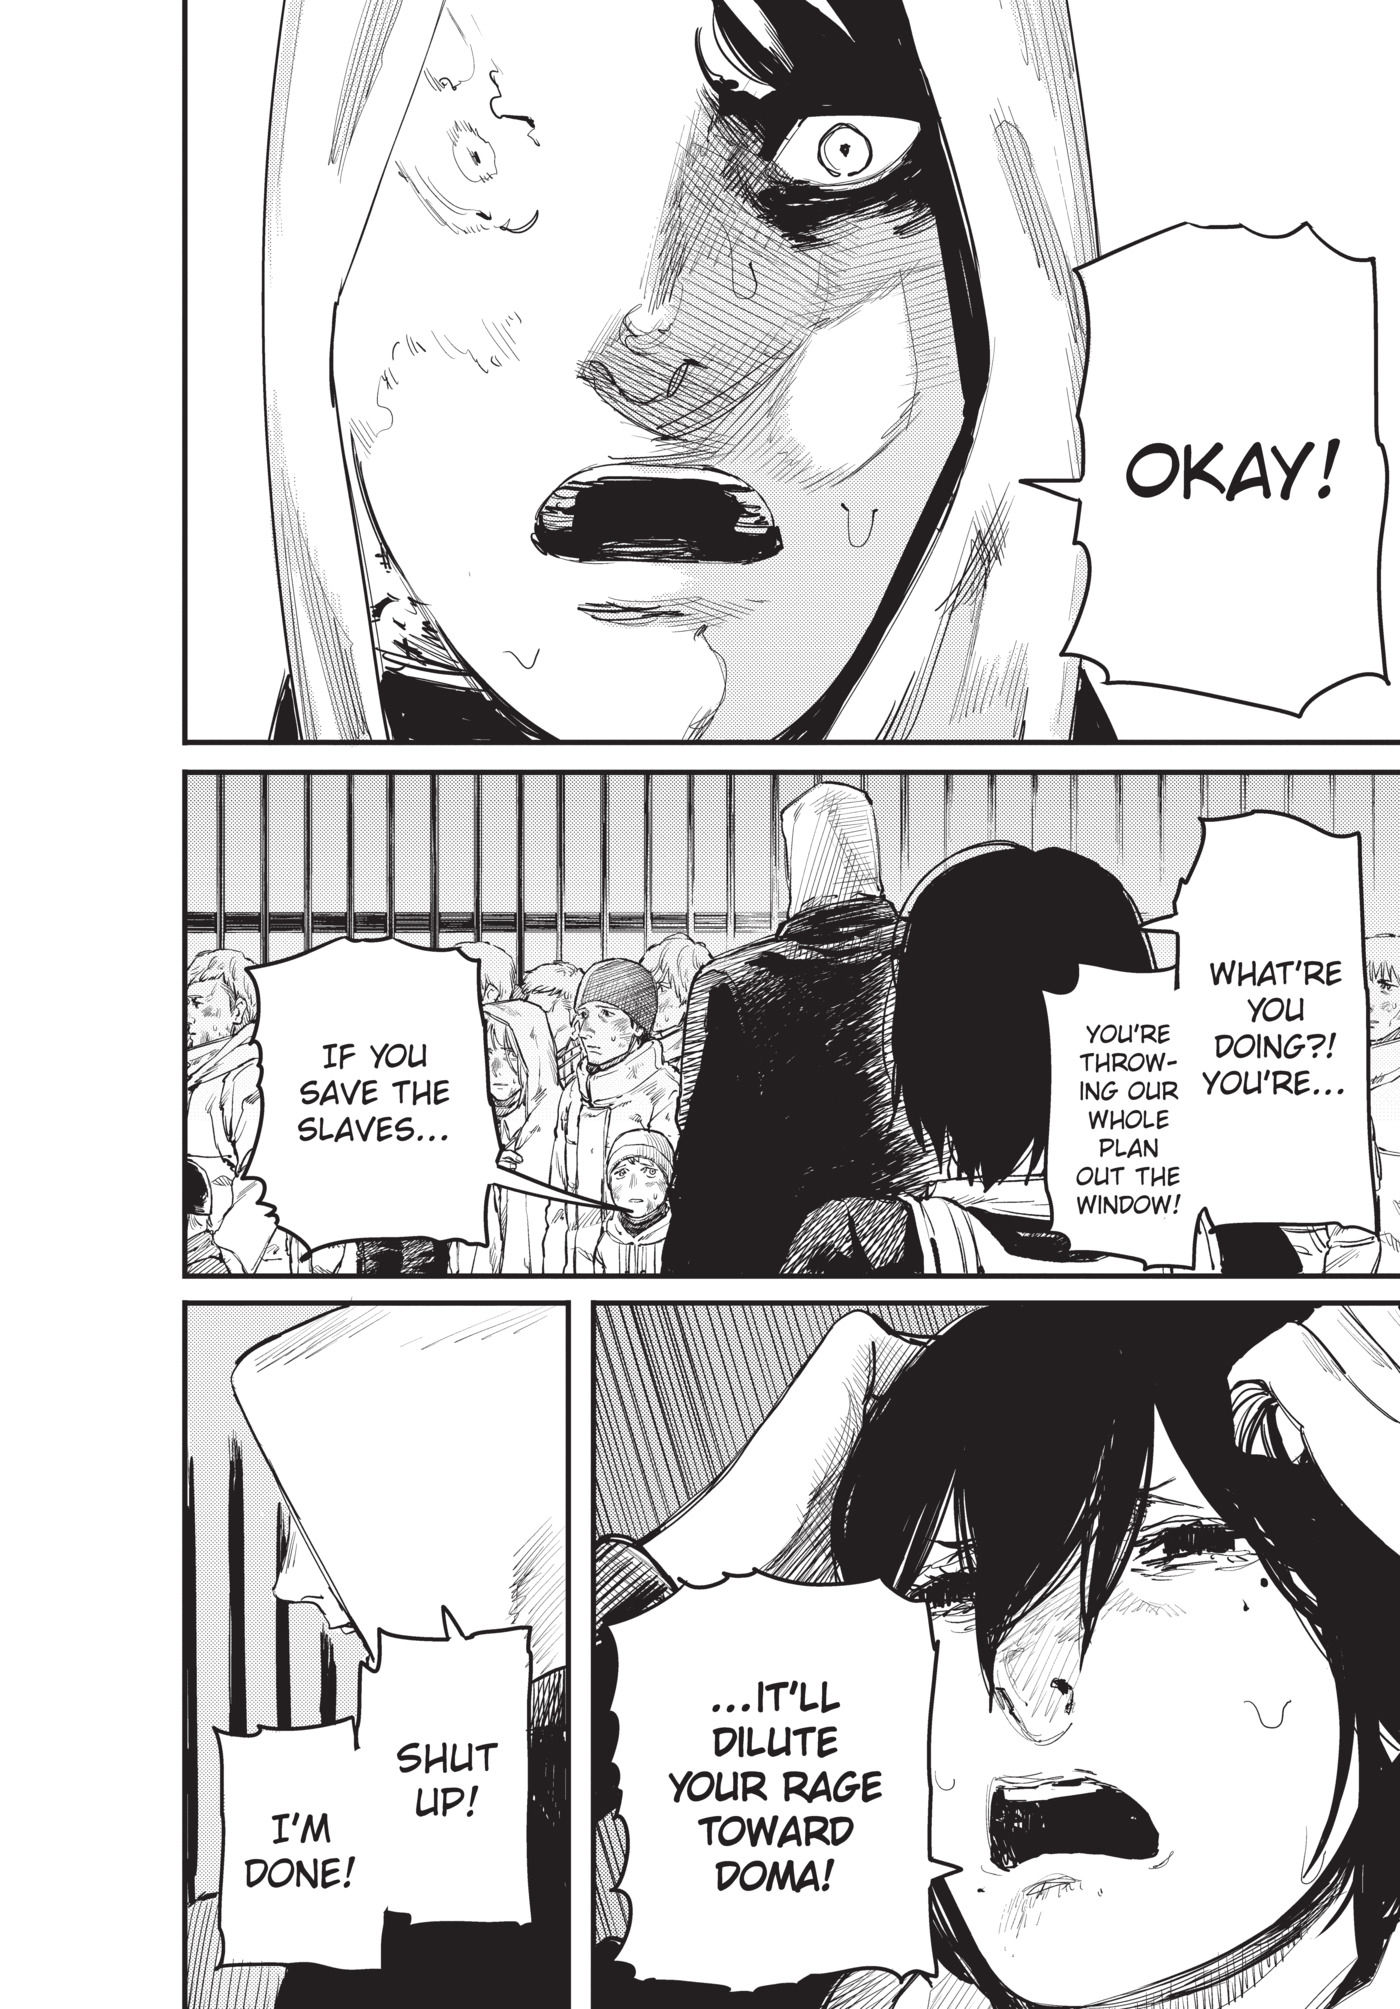 OKAY!
WHAT'RE
YOU
DOING?!
YOU'RE...
YOU'RE
THROW-
ING OUR
WHOLE
PLAN
OUT THE
WINDOW!
IF YOU
SAVE THE
SLAVES...
...IT'LL
DILUTE
YOUR RAGE
TOWARD
DOMA!
SHUT
UP!
I'M
DONE!